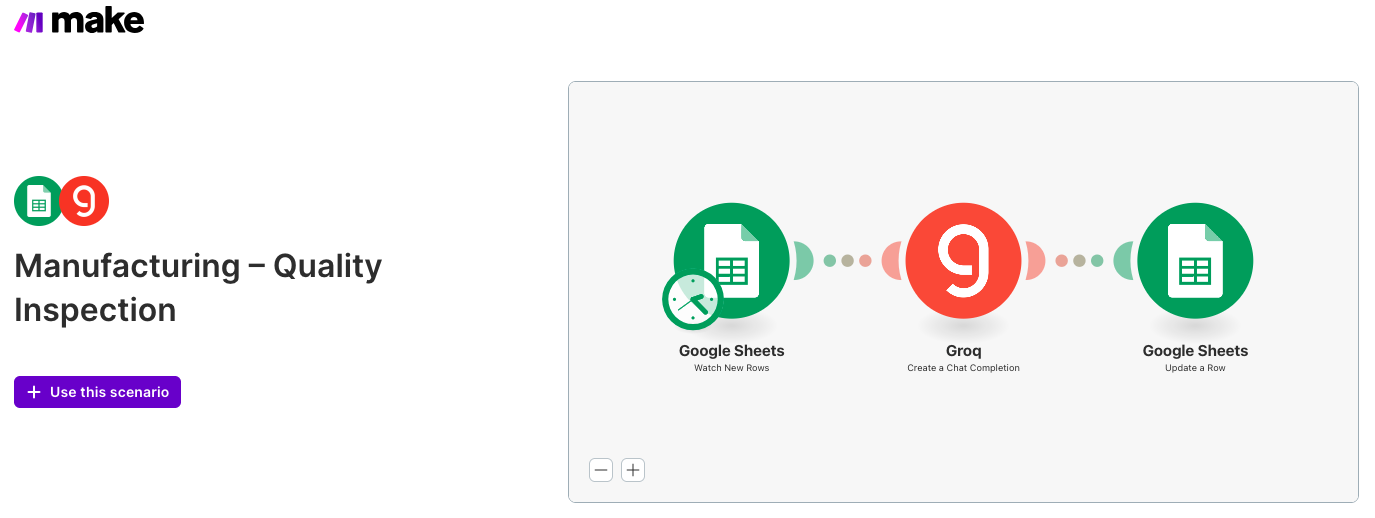 make
Manufacturing – Quality
Inspection
Use this scenario
Google Sheets
Watch New Rows
Groq
Create a Chat Completion
Google Sheets
Update a Row